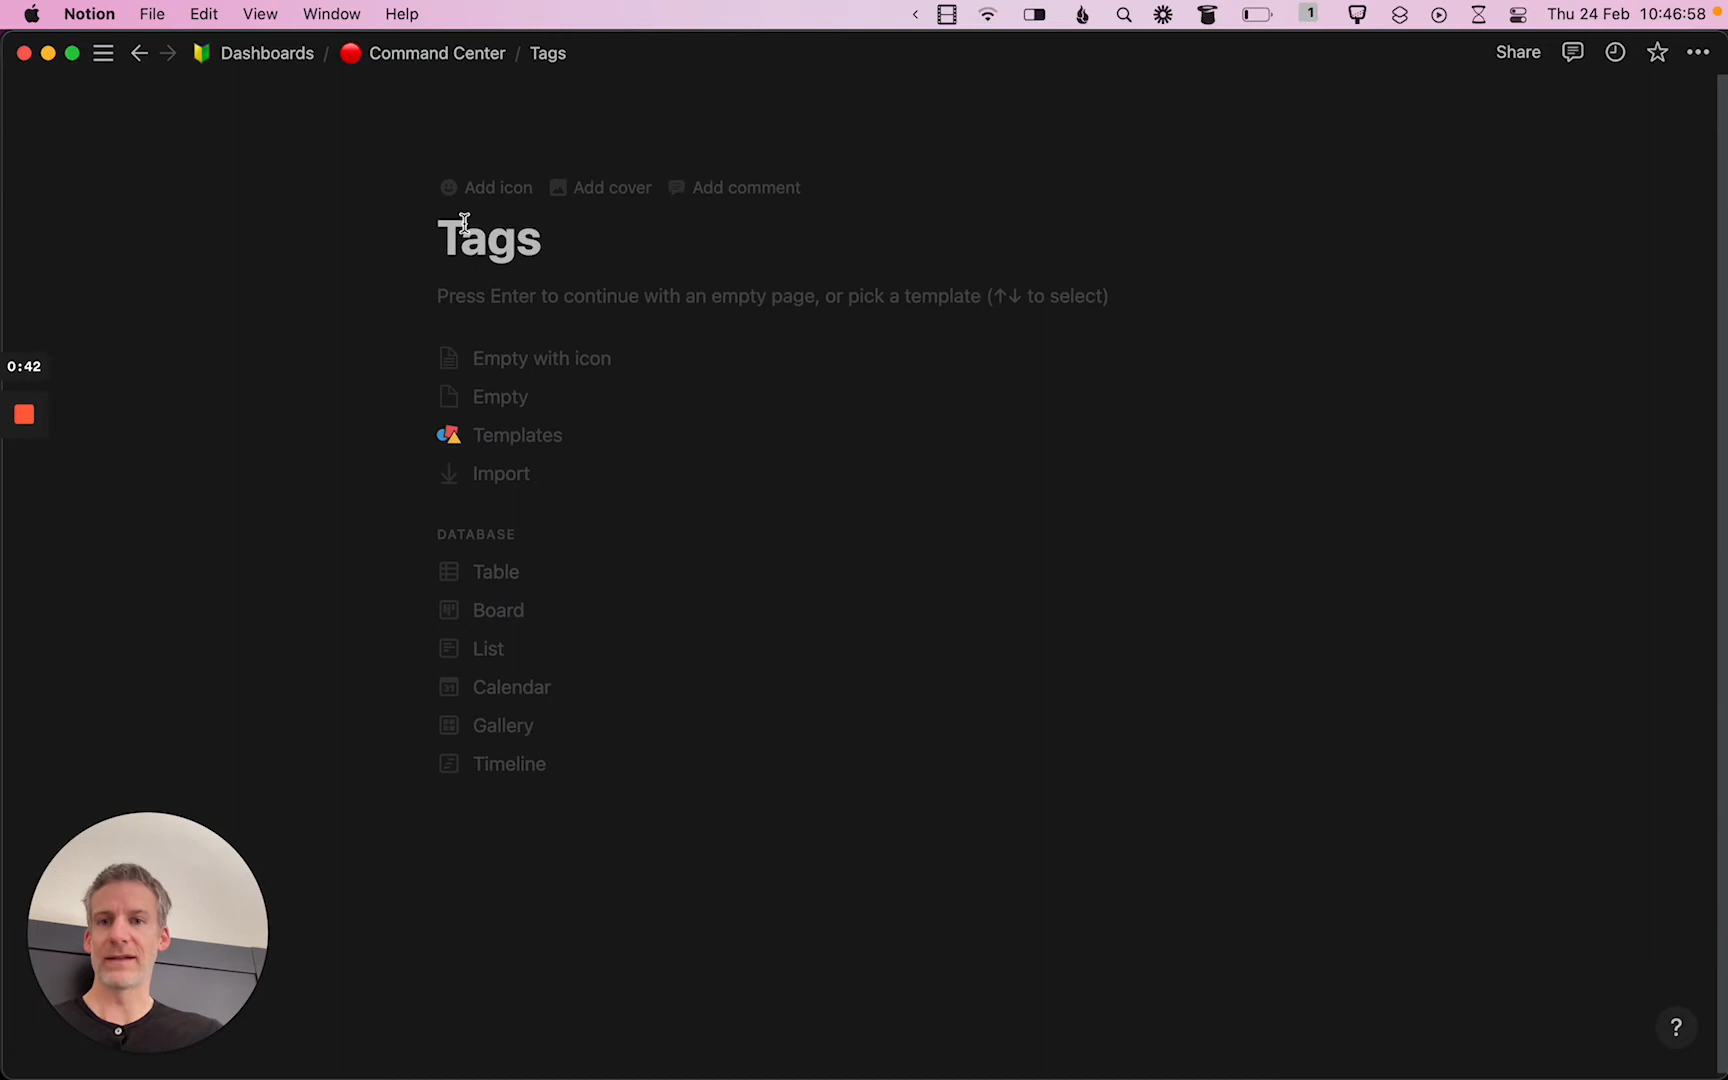 Notion File Edit View Window Help 1 Thu 24 Feb 10:46:58
Dashboards / Command Center / Tags Share
Add icon Add cover Add comment
Tags
Press Enter to continue with an empty page, or pick a template (↑↓ to select)
0:42
Empty with icon
Empty
Templates
Import
DATABASE
Table
Board
List
31 Calendar
Gallery
Timeline
?